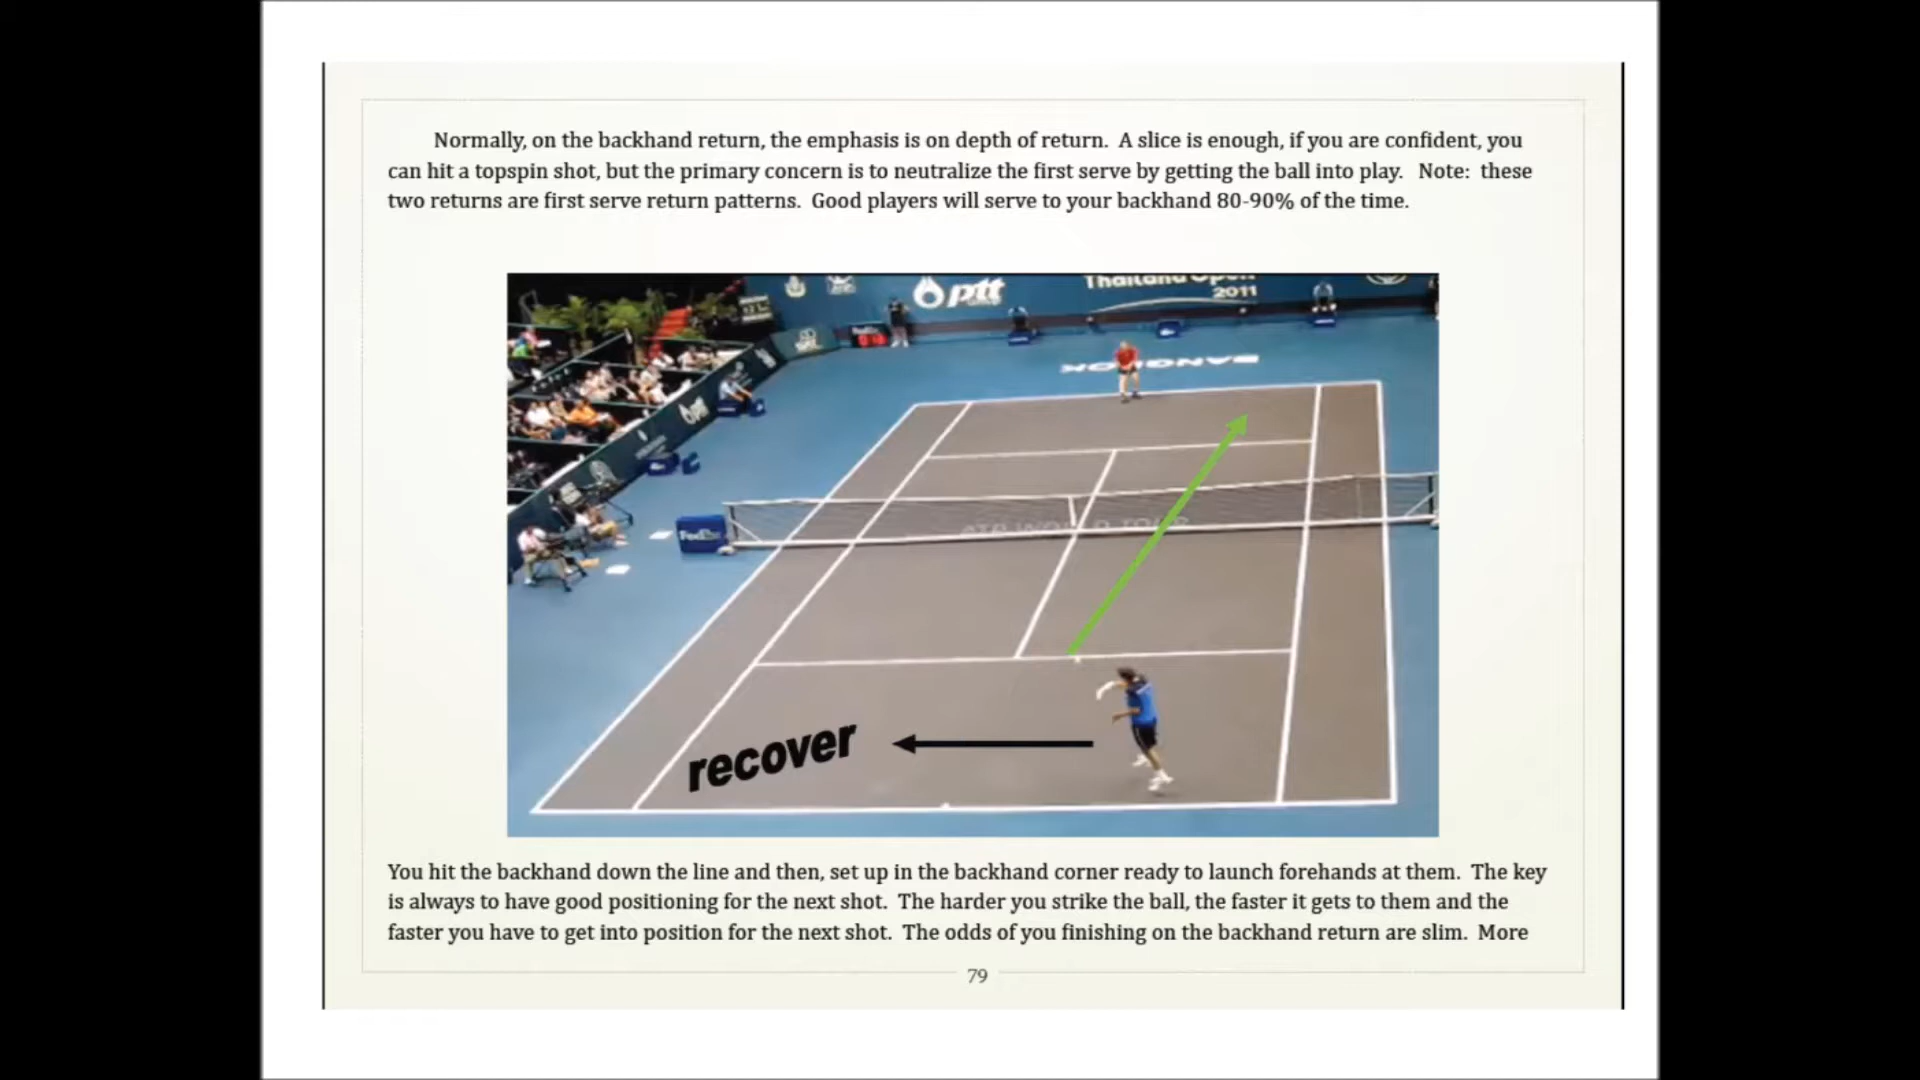 Normally, on the backhand return, the emphasis is on depth of return.  A slice is enough, if you are confident, you
can hit a topspin shot, but the primary concern is to neutralize the first serve by getting the ball into play.   Note:  these
two returns are first serve return patterns.  Good players will serve to your backhand 80-90% of the time.
ptt
Thailand Open
2011
BANGKOK
ATP WORLD TOUR
FedEx
recover
You hit the backhand down the line and then, set up in the backhand corner ready to launch forehands at them.  The key
is always to have good positioning for the next shot.  The harder you strike the ball, the faster it gets to them and the
faster you have to get into position for the next shot.  The odds of you finishing on the backhand return are slim.  More
79